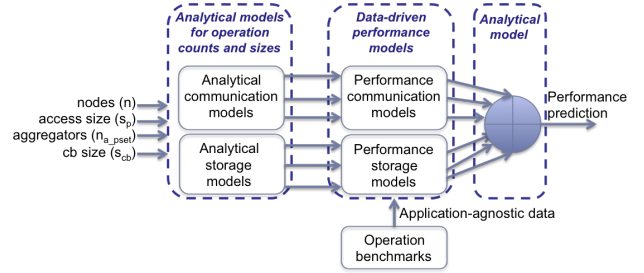 Analytical models
for operation
counts and sizes
Data-driven
performance
models
Analytical
model
nodes (n)
access size (sp)
aggregators (na_pset)
cb size (scb)
Analytical
communication
models
Performance
communication
models
Analytical
storage
models
Performance
storage
models
Performance
prediction
Application-agnostic data
Operation
benchmarks